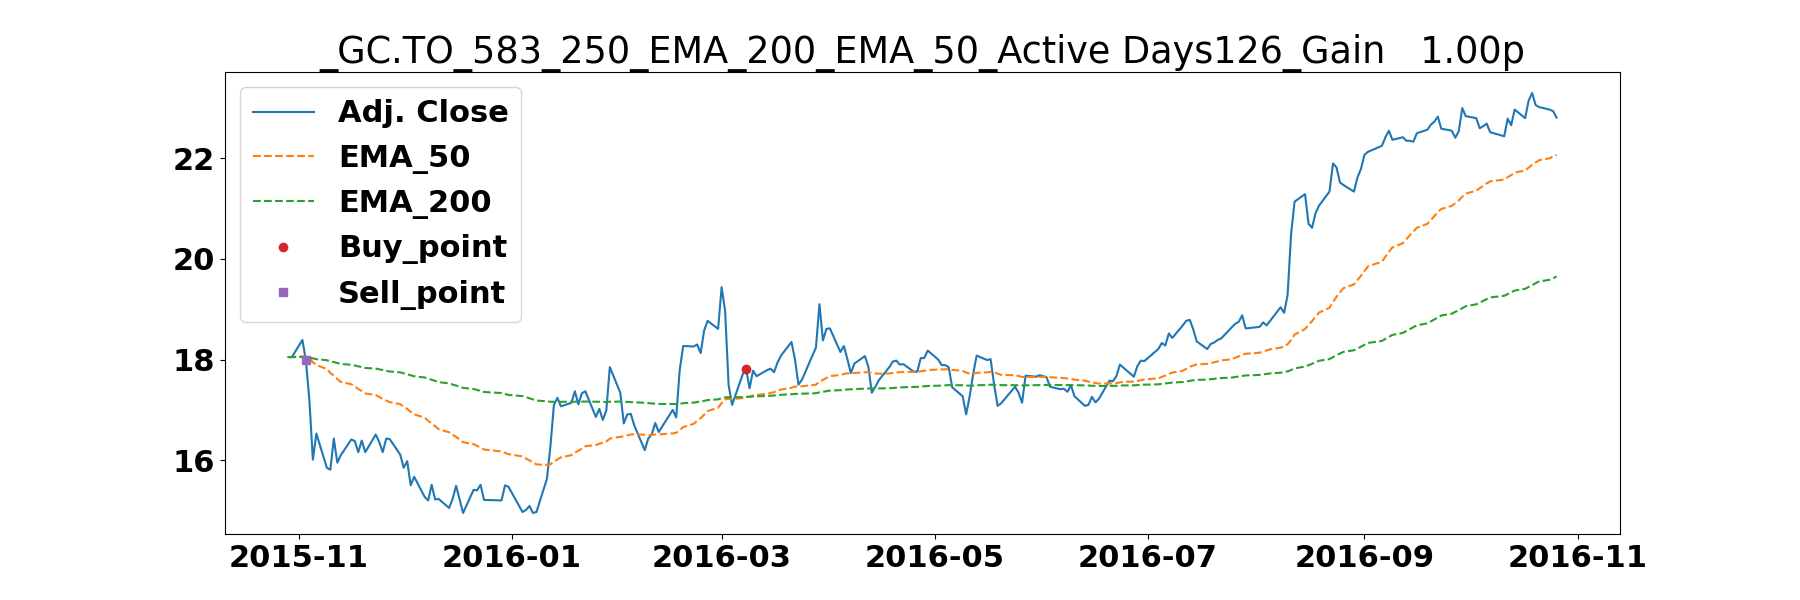 _GC.TO_583_250_EMA_200_EMA_50_Active Days126_Gain   1.00p
Adj. Close
EMA_50
EMA_200
Buy_point
Sell_point
22
20
18
16
2015-11 2016-01 2016-03 2016-05 2016-07 2016-09 2016-11